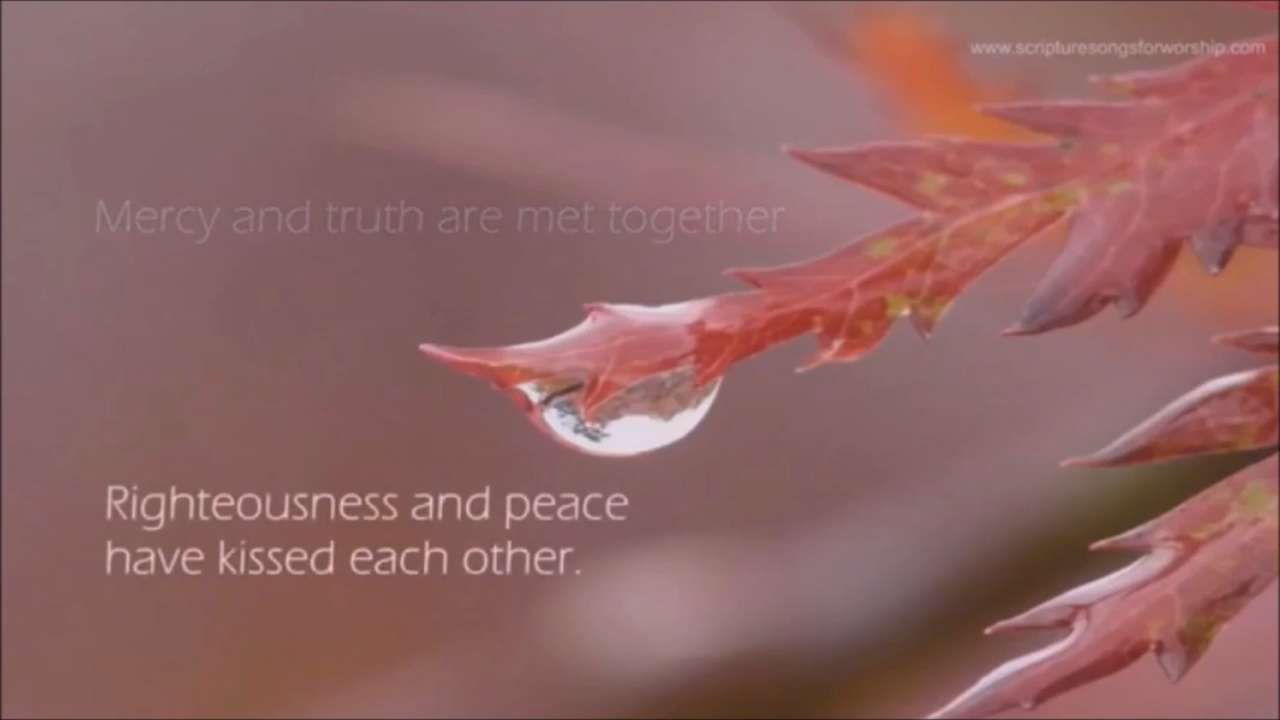 www.scripturesongsforworship.com
Mercy and truth are met together
Righteousness and peace
have kissed each other.